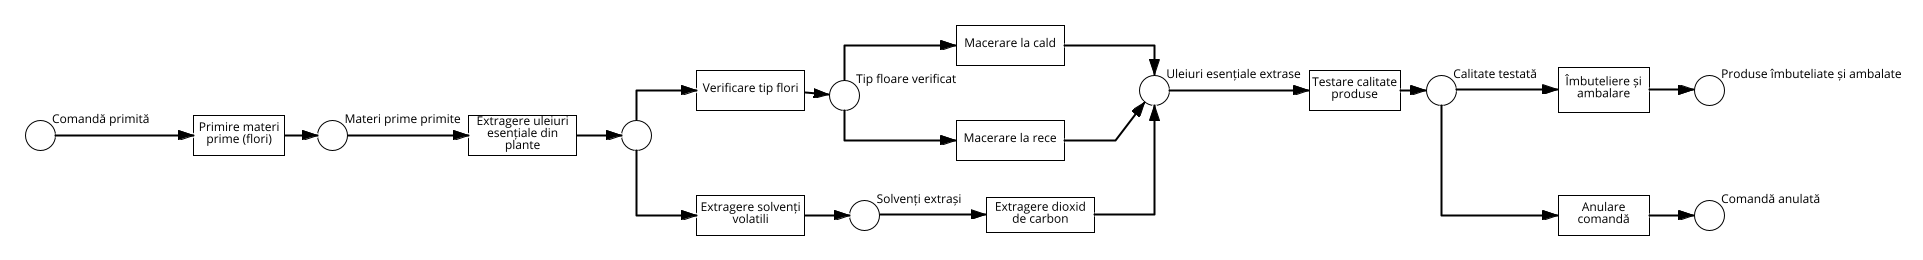 Comandă primită
Primire materi
prime (flori)
Materi prime primite
Extragere uleiuri
esențiale din
plante
Verificare tip flori
Tip floare verificat
Macerare la cald
Macerare la rece
Extragere solvenți
volatili
Solvenți extrași
Extragere dioxid
de carbon
Uleiuri esențiale extrase
Testare calitate
produse
Calitate testată
Îmbuteliere și
ambalare
Produse îmbuteliate și ambalate
Anulare
comandă
Comandă anulată